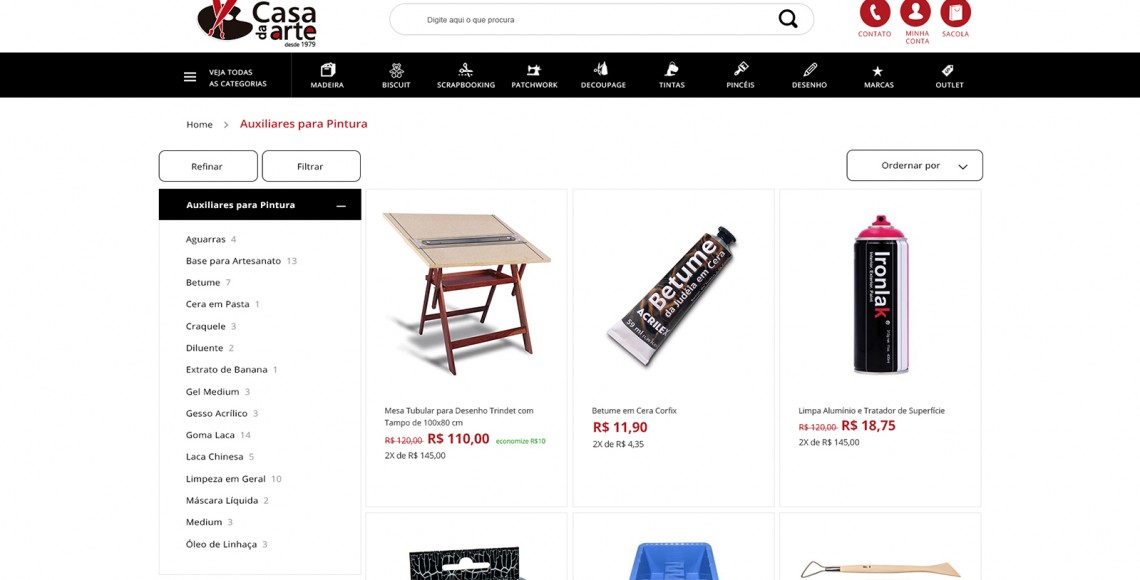 Casa
da arte
desde 1979
Digite aqui o que procura
CONTATO
MINHA
CONTA
SACOLA
VEJA TODAS
AS CATEGORIAS
MADEIRA
BISCUIT
SCRAPBOOKING
PATCHWORK
DECOUPAGE
TINTAS
PINCÉIS
DESENHO
MARCAS
OUTLET
Home > Auxiliares para Pintura
Refinar
Filtrar
Ordernar por
Auxiliares para Pintura
Aguarras 4
Base para Artesanato 13
Betume 7
Cera em Pasta 1
Craquele 3
Diluente 2
Extrato de Banana 1
Gel Medium 3
Gesso Acrílico 3
Goma Laca 14
Laca Chinesa 5
Limpeza em Geral 10
Máscara Líquida 2
Medium 3
Óleo de Linhaça 3
Mesa Tubular para Desenho Trindet com
Tampo de 100x80 cm
R$ 120,00 R$ 110,00 economize R$10
2X de R$ 145,00
Betume
da Judéia em Cera
ACRILEX
59 ml
Betume em Cera Corfix
R$ 11,90
2X de R$ 4,35
Ironlak
Limpa Alumínio e Tratador de Superfície
R$ 120,00 R$ 18,75
2X de R$ 145,00